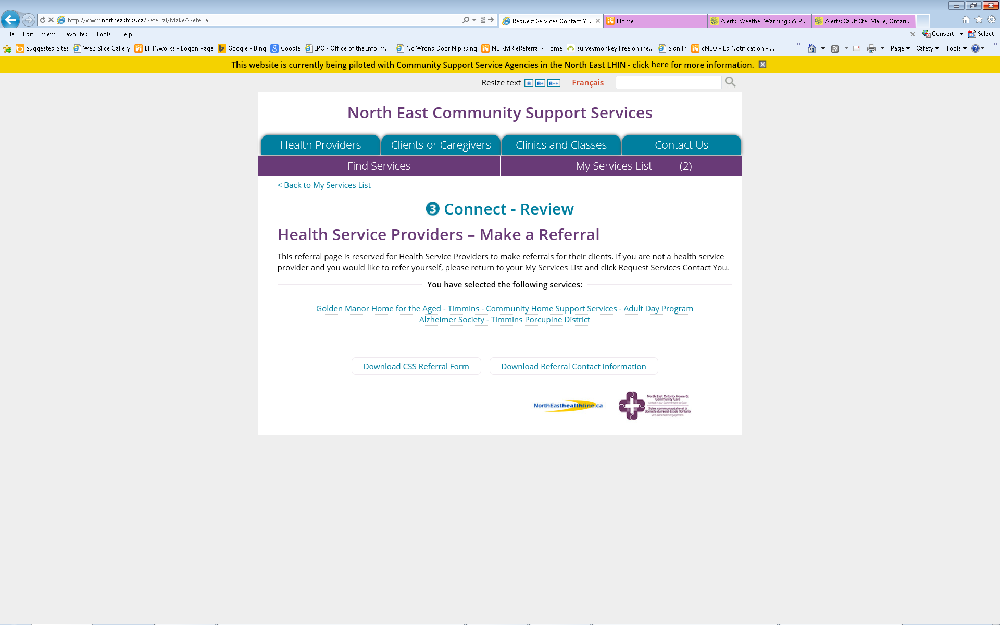 http://www.northeastcss.ca/Referral/MakeAReferral
Request Services Contact Y...
Home
Alerts: Weather Warnings & P...
Alerts: Sault Ste. Marie, Ontari...
File Edit View Favorites Tools Help
Convert Select
Suggested Sites Web Slice Gallery LHINworks - Logon Page Google - Bing Google IPC - Office of the Inform... No Wrong Door Nipissing NE RMR eReferral - Home surveymonkey Free online... Sign In cNEO - Ed Notification - ... Page Safety Tools
This website is currently being piloted with Community Support Service Agencies in the North East LHIN - click here for more information.
Resize text A A+ A++ Français
North East Community Support Services
Health Providers Clients or Caregivers Clinics and Classes Contact Us
Find Services My Services List (2)
< Back to My Services List
3 Connect - Review
Health Service Providers – Make a Referral
This referral page is reserved for Health Service Providers to make referrals for their clients. If you are not a health service
provider and you would like to refer yourself, please return to your My Services List and click Request Services Contact You.
You have selected the following services:
Golden Manor Home for the Aged - Timmins - Community Home Support Services - Adult Day Program
Alzheimer Society - Timmins Porcupine District
Download CSS Referral Form Download Referral Contact Information
NorthEasthealthline.ca
North East Ontario Home &
Community Care
United in our Commitment to Care
Soins communautaire et à
domicile du Nord-Est de l'Ontario
Unis dans notre engagement